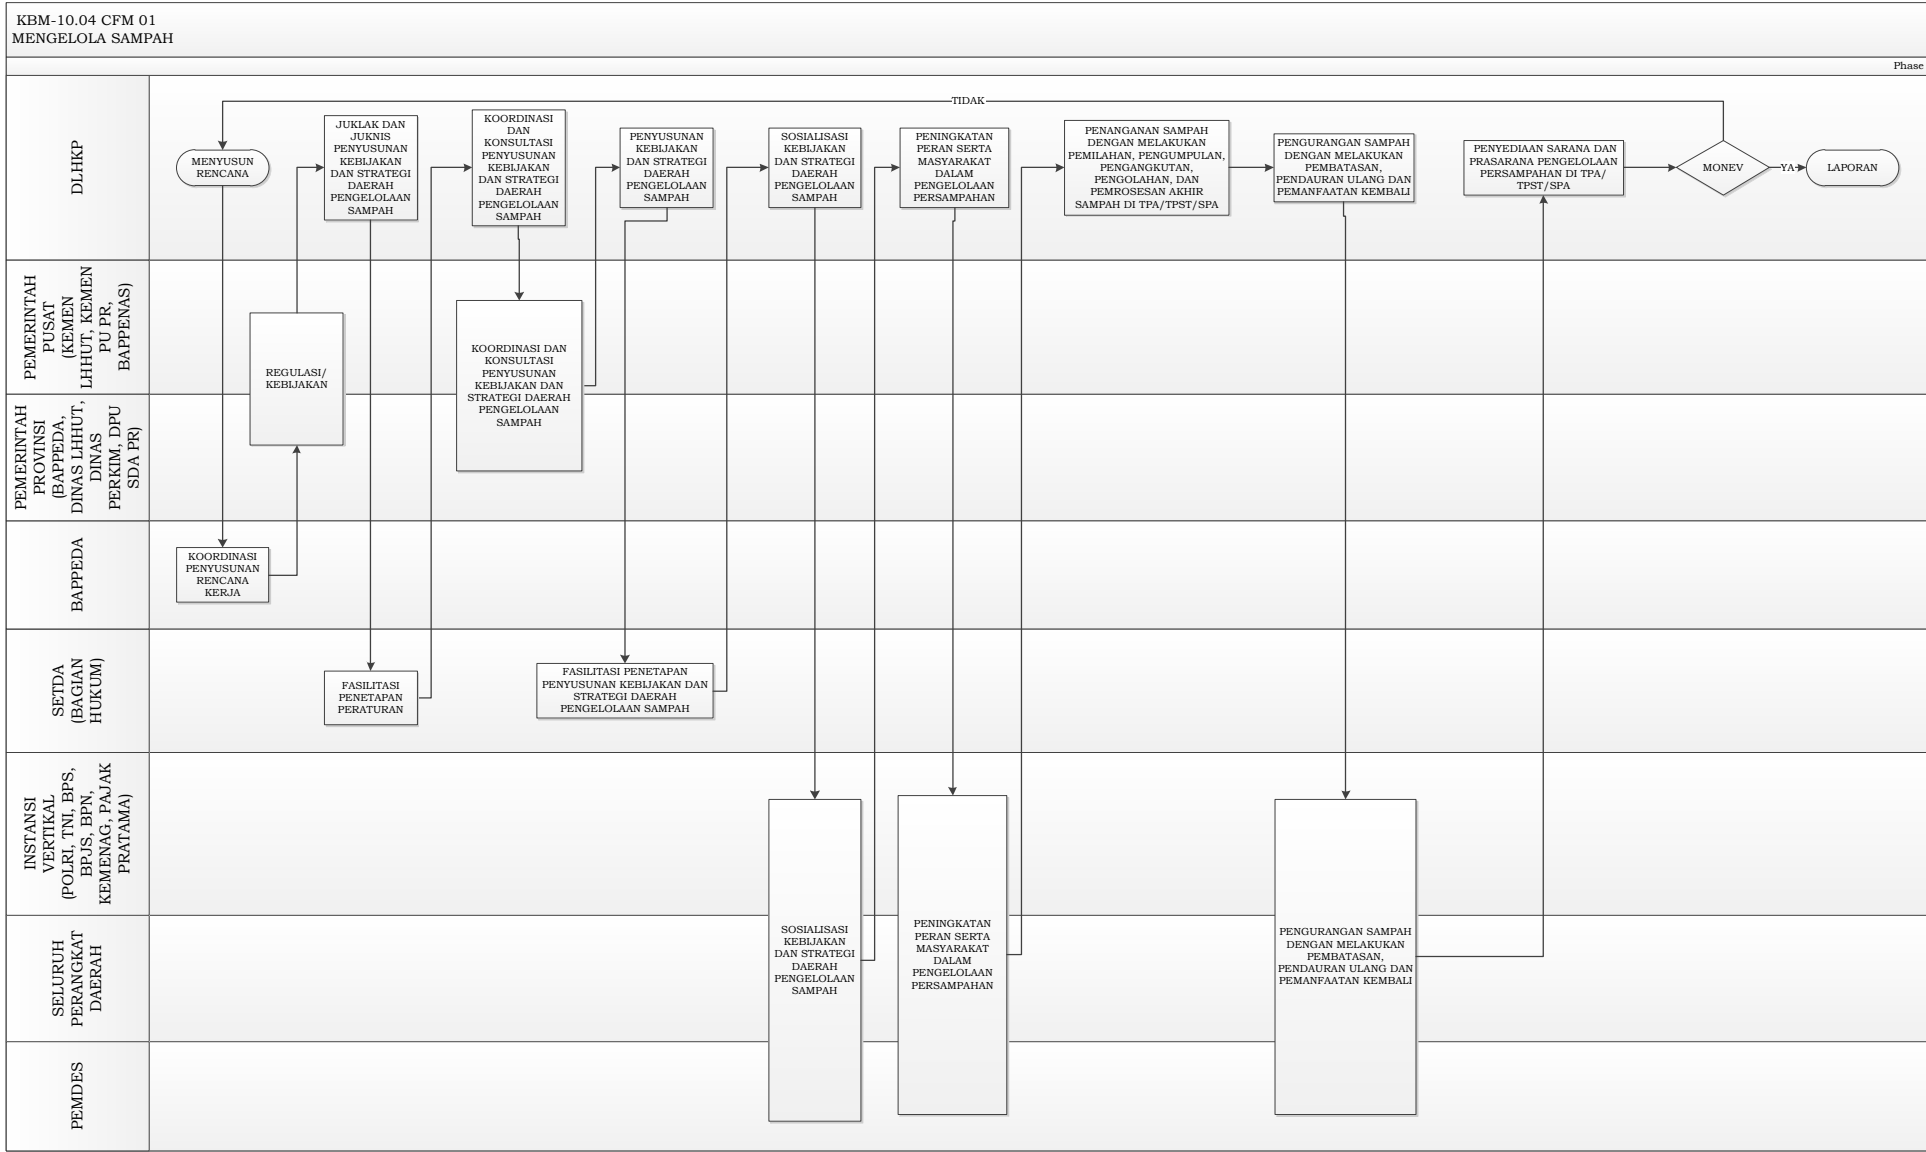 KBM-10.04 CFM 01
MENGELOLA SAMPAH
Phase
DLHKP
TIDAK
MENYUSUN
RENCANA
JUKLAK DAN
JUKNIS
PENYUSUNAN
KEBIJAKAN
DAN STRATEGI
DAERAH
PENGELOLAAN
SAMPAH
KOORDINASI
DAN
KONSULTASI
PENYUSUNAN
KEBIJAKAN
DAN STRATEGI
DAERAH
PENGELOLAAN
SAMPAH
PENYUSUNAN
KEBIJAKAN
DAN STRATEGI
DAERAH
PENGELOLAAN
SAMPAH
SOSIALISASI
KEBIJAKAN
DAN STRATEGI
DAERAH
PENGELOLAAN
SAMPAH
PENINGKATAN
PERAN SERTA
MASYARAKAT
DALAM
PENGELOLAAN
PERSAMPAHAN
PENANGANAN SAMPAH
DENGAN MELAKUKAN
PEMILAHAN, PENGUMPULAN,
PENGANGKUTAN,
PENGOLAHAN, DAN
PEMROSESAN AKHIR
SAMPAH DI TPA/TPST/SPA
PENGURANGAN SAMPAH
DENGAN MELAKUKAN
PEMBATASAN,
PENDAURAN ULANG DAN
PEMANFAATAN KEMBALI
PENYEDIAAN SARANA DAN
PRASARANA PENGELOLAAN
PERSAMPAHAN DI TPA/
TPST/SPA
MONEV
YA
LAPORAN
PEMERINTAH
PUSAT
(KEMEN
LHHUT, KEMEN
PU PR,
BAPPENAS)
REGULASI/
KEBIJAKAN
KOORDINASI DAN
KONSULTASI
PENYUSUNAN
KEBIJAKAN DAN
STRATEGI DAERAH
PENGELOLAAN
SAMPAH
PEMERINTAH
PROVINSI
(BAPPEDA,
DINAS LHHUT,
DINAS
PERKIM, DPU
SDA PR)
BAPPEDA
KOORDINASI
PENYUSUNAN
RENCANA
KERJA
SETDA
(BAGIAN
HUKUM)
FASILITASI
PENETAPAN
PERATURAN
FASILITASI PENETAPAN
PENYUSUNAN KEBIJAKAN DAN
STRATEGI DAERAH
PENGELOLAAN SAMPAH
INSTANSI
VERTIKAL
(POLRI, TNI, BPS,
BPJS, BPN,
KEMENAG, PAJAK
PRATAMA)
SELURUH
PERANGKAT
DAERAH
SOSIALISASI
KEBIJAKAN
DAN STRATEGI
DAERAH
PENGELOLAAN
SAMPAH
PENINGKATAN
PERAN SERTA
MASYARAKAT
DALAM
PENGELOLAAN
PERSAMPAHAN
PENGURANGAN SAMPAH
DENGAN MELAKUKAN
PEMBATASAN,
PENDAURAN ULANG DAN
PEMANFAATAN KEMBALI
PEMDES